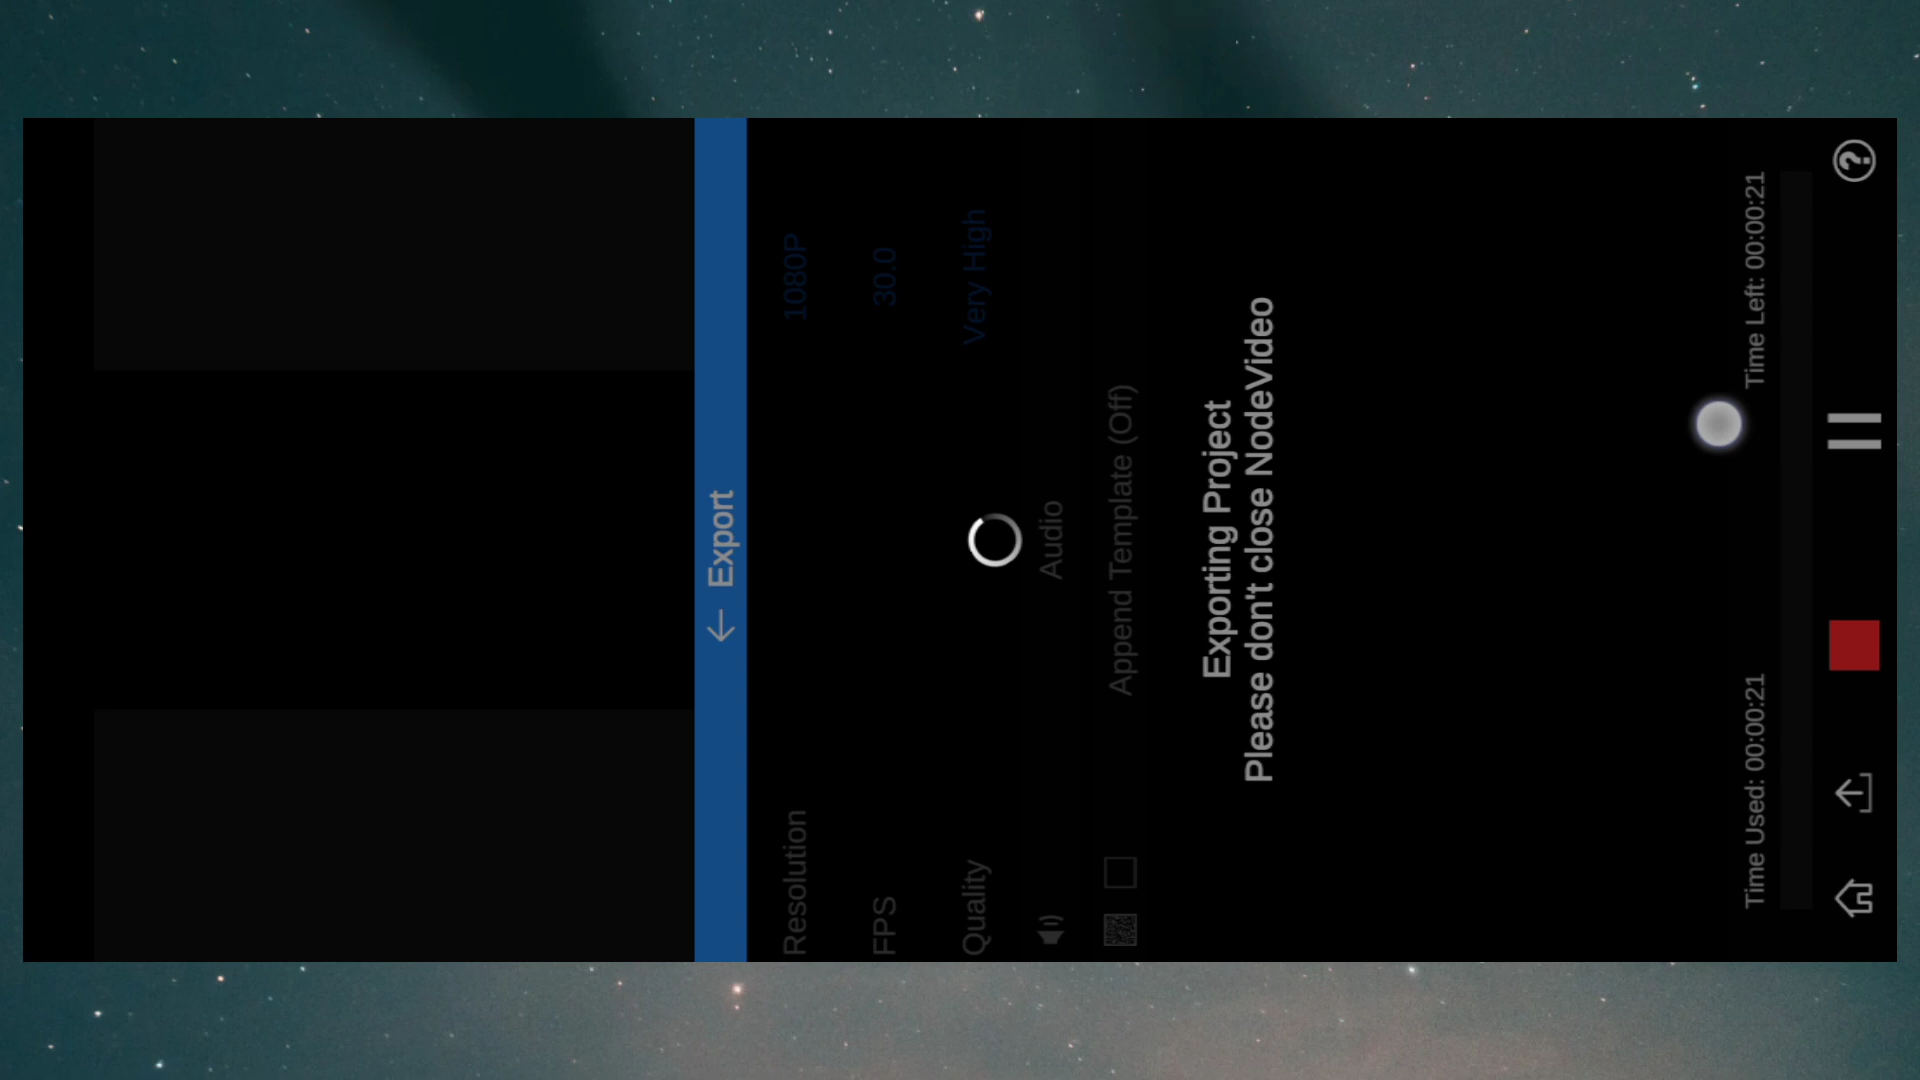 ← Export
Resolution 1080P
FPS 30.0
Quality Very High
Audio
Append Template (Off)
Exporting Project
Please don't close NodeVideo
Time Used: 00:00:21 Time Left: 00:00:21